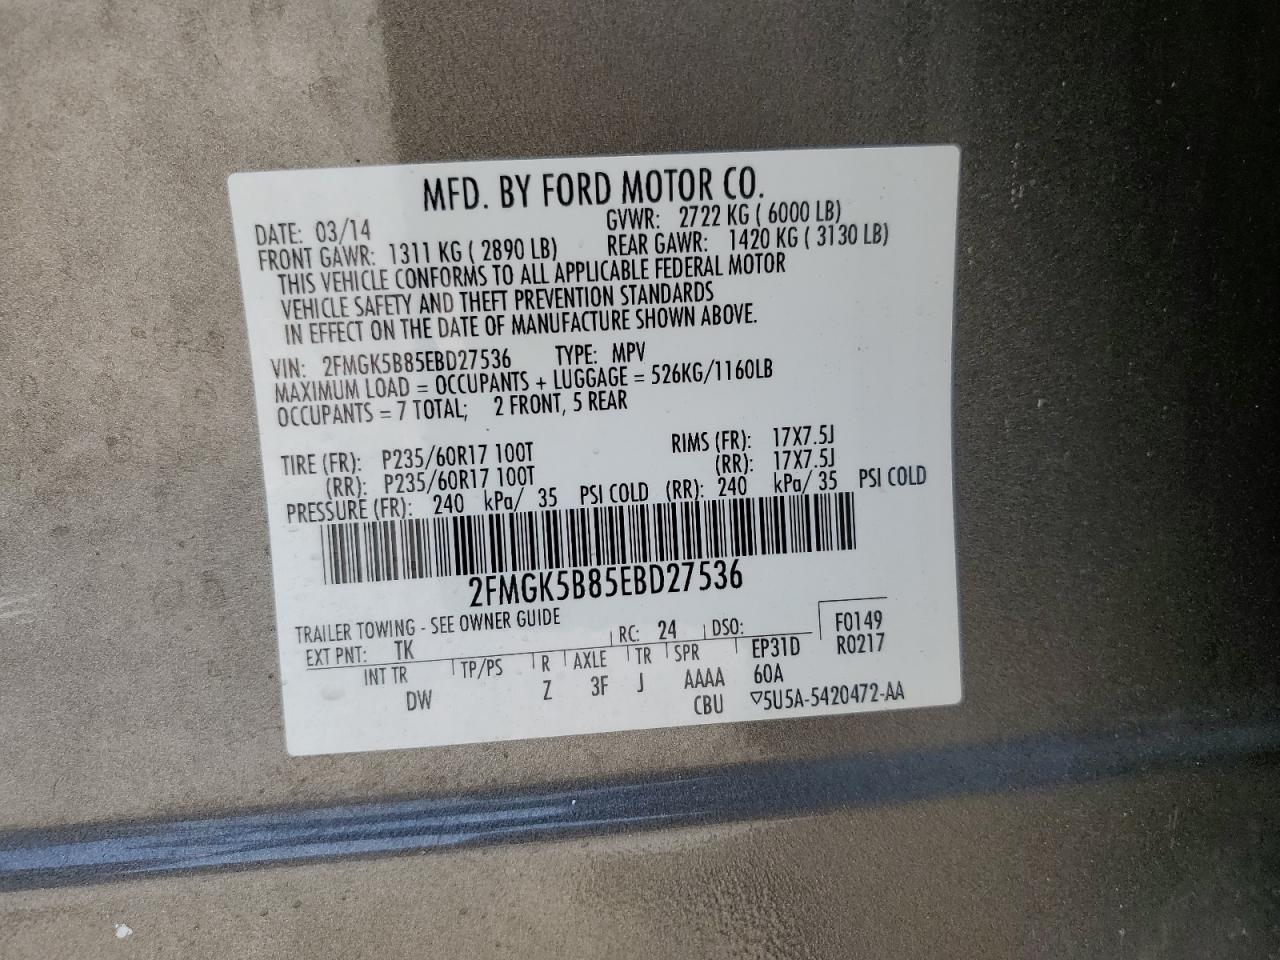 MFD. BY FORD MOTOR CO.
DATE: 03/14 GVWR: 2722 KG ( 6000 LB)
FRONT GAWR: 1311 KG ( 2890 LB) REAR GAWR: 1420 KG ( 3130 LB)
THIS VEHICLE CONFORMS TO ALL APPLICABLE FEDERAL MOTOR
VEHICLE SAFETY AND THEFT PREVENTION STANDARDS
IN EFFECT ON THE DATE OF MANUFACTURE SHOWN ABOVE.
VIN: 2FMGK5B85EBD27536 TYPE: MPV
MAXIMUM LOAD = OCCUPANTS + LUGGAGE = 526KG/1160LB
OCCUPANTS = 7 TOTAL; 2 FRONT, 5 REAR
TIRE (FR): P235/60R17 100T RIMS (FR): 17X7.5J
(RR): P235/60R17 100T (RR): 17X7.5J
PRESSURE (FR): 240 kPa/ 35 PSI COLD (RR): 240 kPa/ 35 PSI COLD
2FMGK5B85EBD27536
TRAILER TOWING - SEE OWNER GUIDE
EXT PNT: TK RC: 24 DSO: F0149
INT TR TP/PS R AXLE TR SPR EP31D R0217
DW Z 3F J AAAA 60A
CBU ▽5U5A-5420472-AA